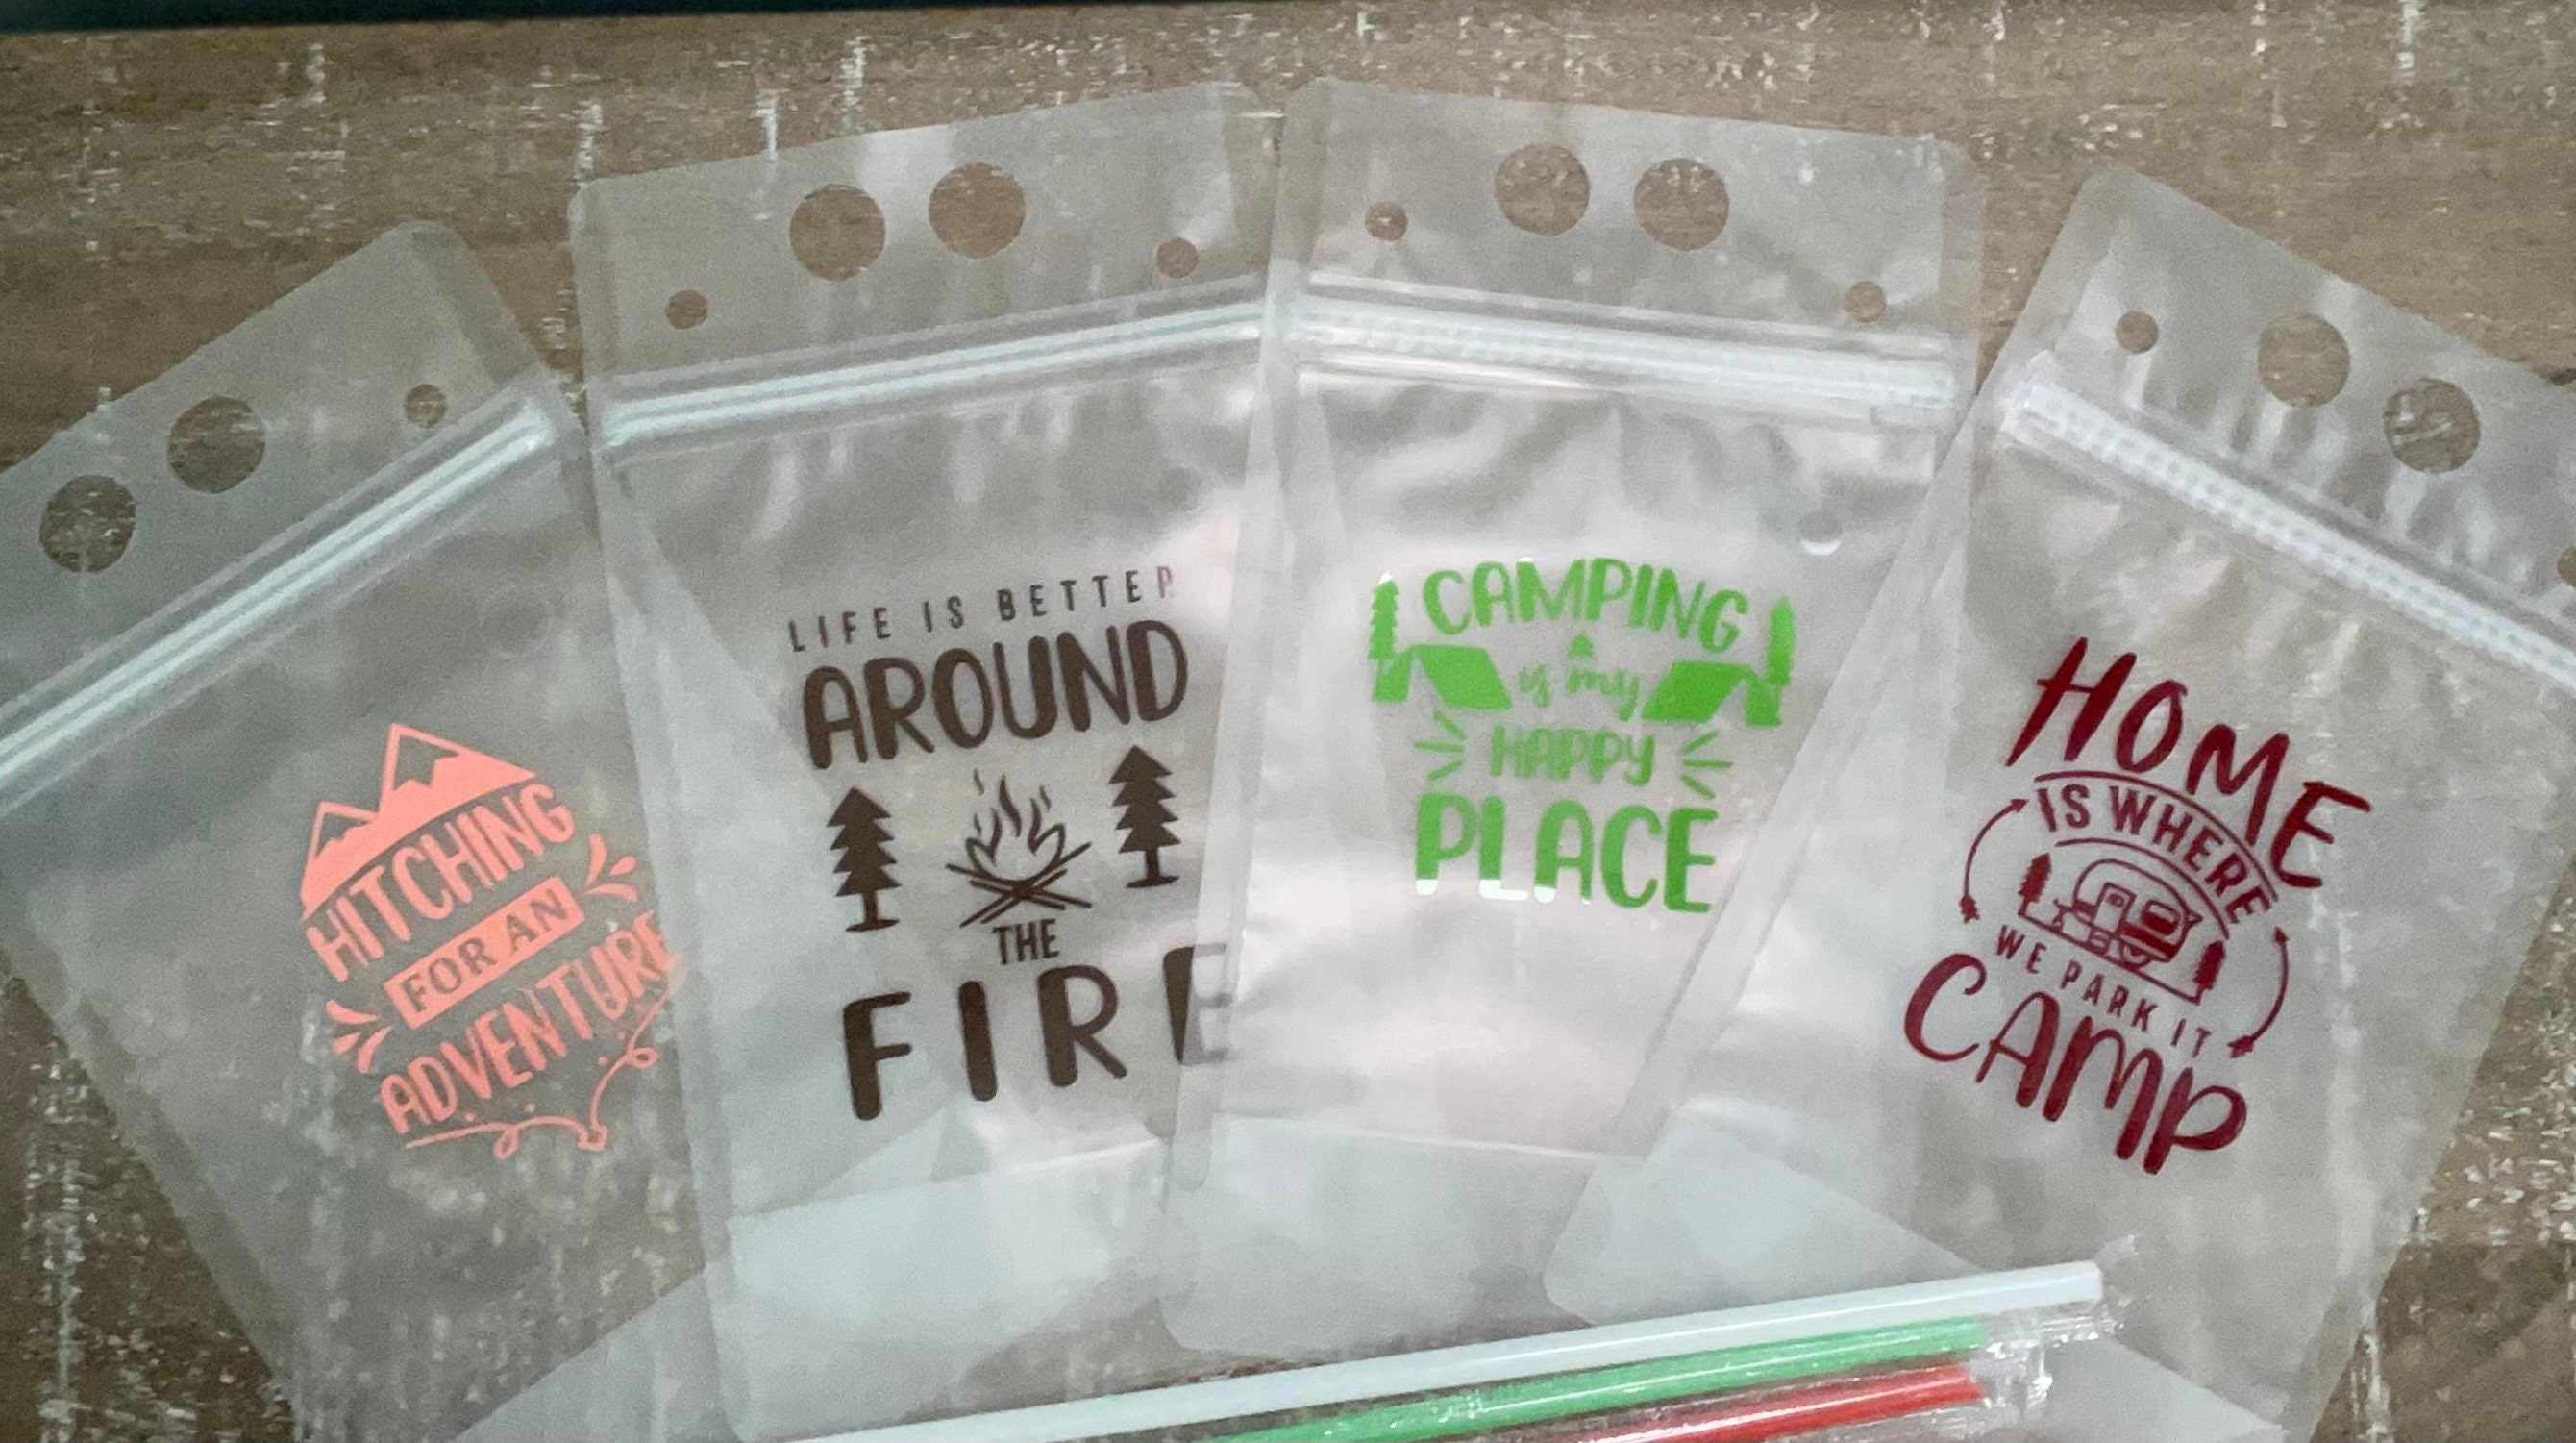 HITCHING
FOR AN
ADVENTURE
LIFE IS BETTER
AROUND
THE
FIRE
CAMPING
is my
HAPPY
PLACE
HOME
IS WHERE
WE PARK IT
CAMP